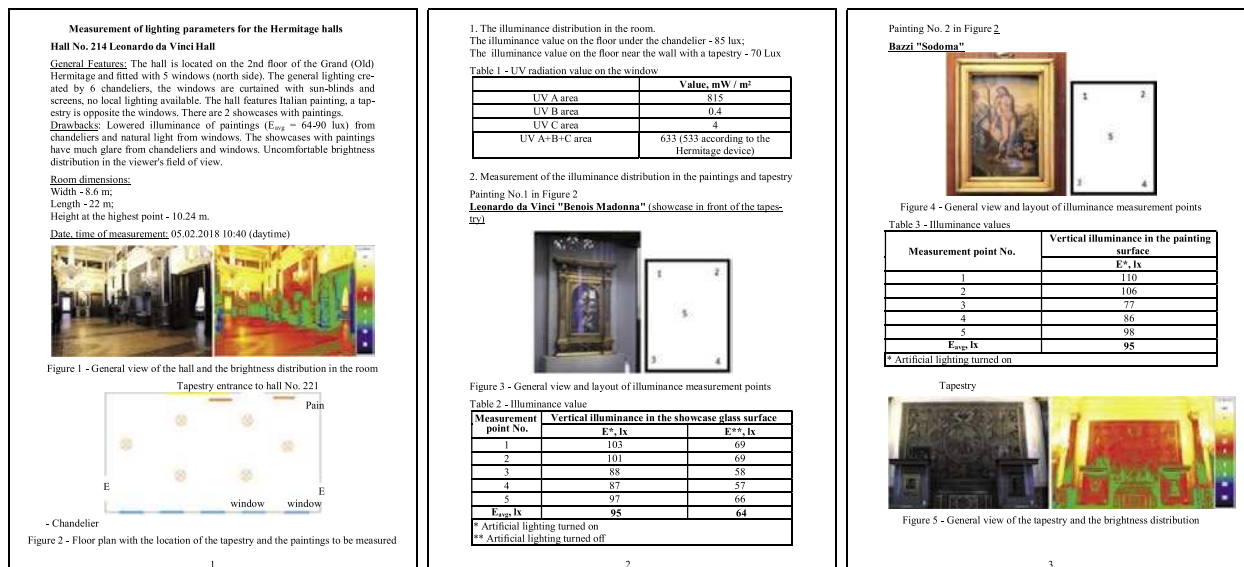 Measurement of lighting parameters for the Hermitage halls
Hall No. 214 Leonardo da Vinci Hall
General Features: The hall is located on the 2nd floor of the Grand (Old)
Hermitage and fitted with 5 windows (north side). The general lighting cre-
ated by 6 chandeliers, the windows are curtained with sun-blinds and
screens, no local lighting available. The hall features Italian painting, a tap-
estry is opposite the windows. There are 2 showcases with paintings.
Drawbacks: Lowered illuminance of paintings (Eavg = 64-90 lux) from
chandeliers and natural light from windows. The showcases with paintings
have much glare from chandeliers and windows. Uncomfortable brightness
distribution in the viewer's field of view.
Room dimensions:
Width - 8.6 m;
Length - 22 m;
Height at the highest point - 10.24 m.
Date, time of measurement: 05.02.2018 10:40 (daytime)
Figure 1 - General view of the hall and the brightness distribution in the room
Tapestry entrance to hall No. 221
Pain
E
E
window window
- Chandelier
Figure 2 - Floor plan with the location of the tapestry and the paintings to be measured
1
1. The illuminance distribution in the room.
The illuminance value on the floor under the chandelier - 85 lux;
The illuminance value on the floor near the wall with a tapestry - 70 Lux
Table 1 - UV radiation value on the window
Value, mW / m²
UV A area 815
UV B area 0.4
UV C area 4
UV A+B+C area 633 (533 according to the
Hermitage device)
2. Measurement of the illuminance distribution in the paintings and tapestry
Painting No.1 in Figure 2
Leonardo da Vinci "Benois Madonna" (showcase in front of the tapes-
try)
1 2
5
3 4
Figure 3 - General view and layout of illuminance measurement points
Table 2 - Illuminance value
Measurement Vertical illuminance in the showcase glass surface
point No. E*, lx E**, lx
1 103 69
2 101 69
3 88 58
4 87 57
5 97 66
Eavg, lx 95 64
* Artificial lighting turned on
** Artificial lighting turned off
2
Painting No. 2 in Figure 2
Bazzi "Sodoma"
1 2
5
3 4
Figure 4 - General view and layout of illuminance measurement points
Table 3 - Illuminance values
Measurement point No. Vertical illuminance in the painting
surface
E*, lx
1 110
2 106
3 77
4 86
5 98
Eavg, lx 95
* Artificial lighting turned on
Tapestry
Figure 5 - General view of the tapestry and the brightness distribution
3